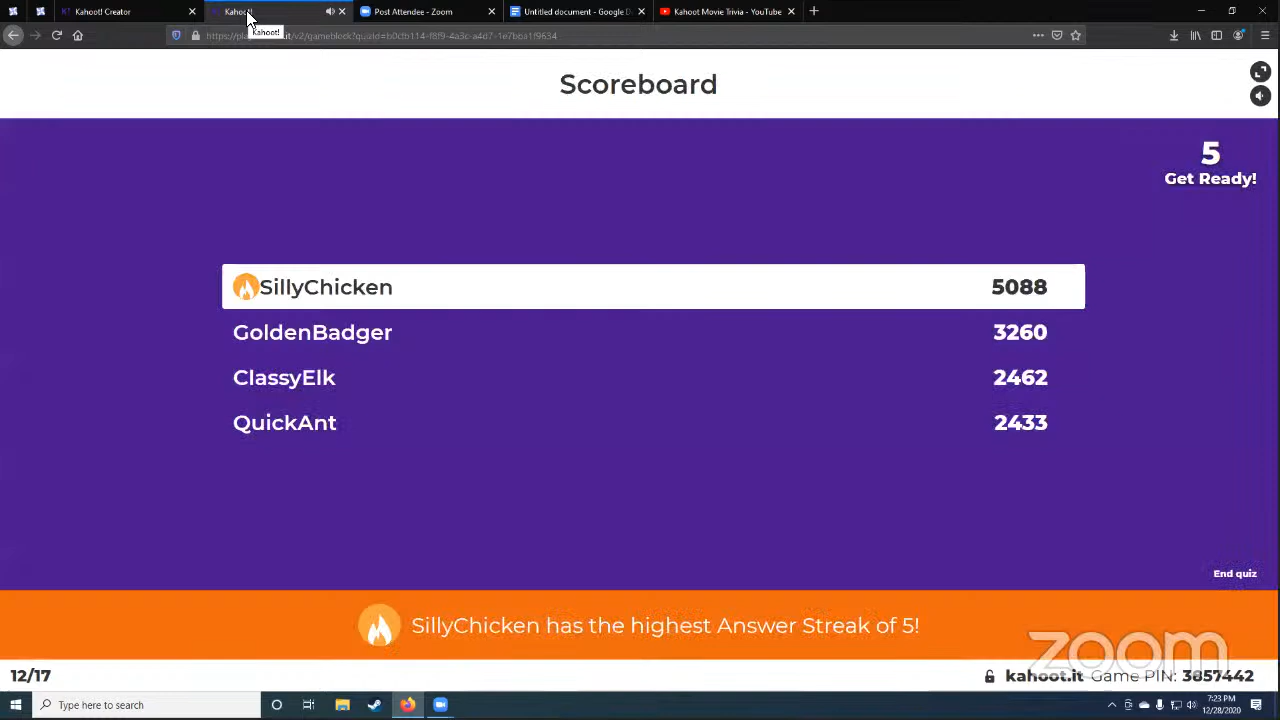 Kahoot! Creator
Kahoot!
Post Attendee - Zoom
Untitled document - Google D
Kahoot Movie Trivia - YouTube
Kahoot!
Scoreboard
5
Get Ready!
SillyChicken 5088
GoldenBadger 3260
ClassyElk 2462
QuickAnt 2433
End quiz
SillyChicken has the highest Answer Streak of 5!
zoom
12/17
kahoot.it Game PIN: 3657442
Type here to search
7:23 PM
12/28/2020